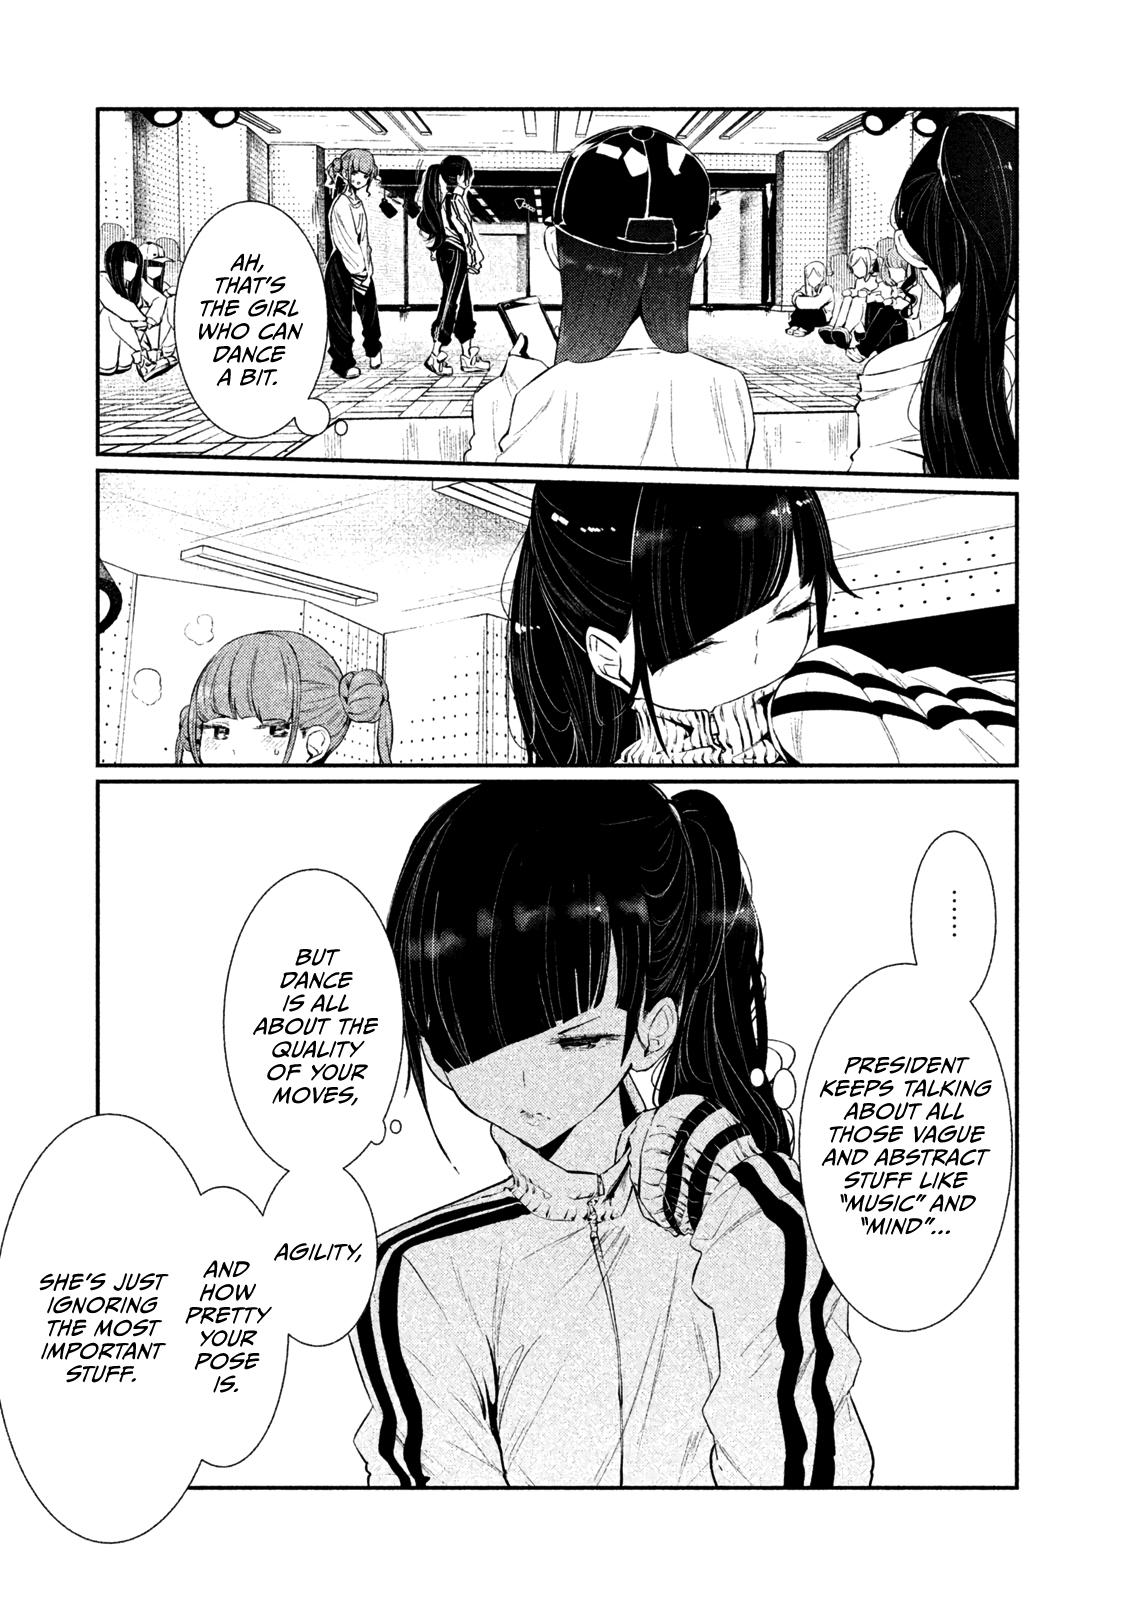 AH,
THAT'S
THE GIRL
WHO CAN
DANCE
A BIT.
.......
PRESIDENT
KEEPS TALKING
ABOUT ALL
THOSE VAGUE
AND ABSTRACT
STUFF LIKE
"MUSIC" AND
"MIND"...
BUT
DANCE
IS ALL
ABOUT THE
QUALITY
OF YOUR
MOVES,
AGILITY,
AND
HOW
PRETTY
YOUR
POSE
IS.
SHE'S JUST
IGNORING
THE MOST
IMPORTANT
STUFF.